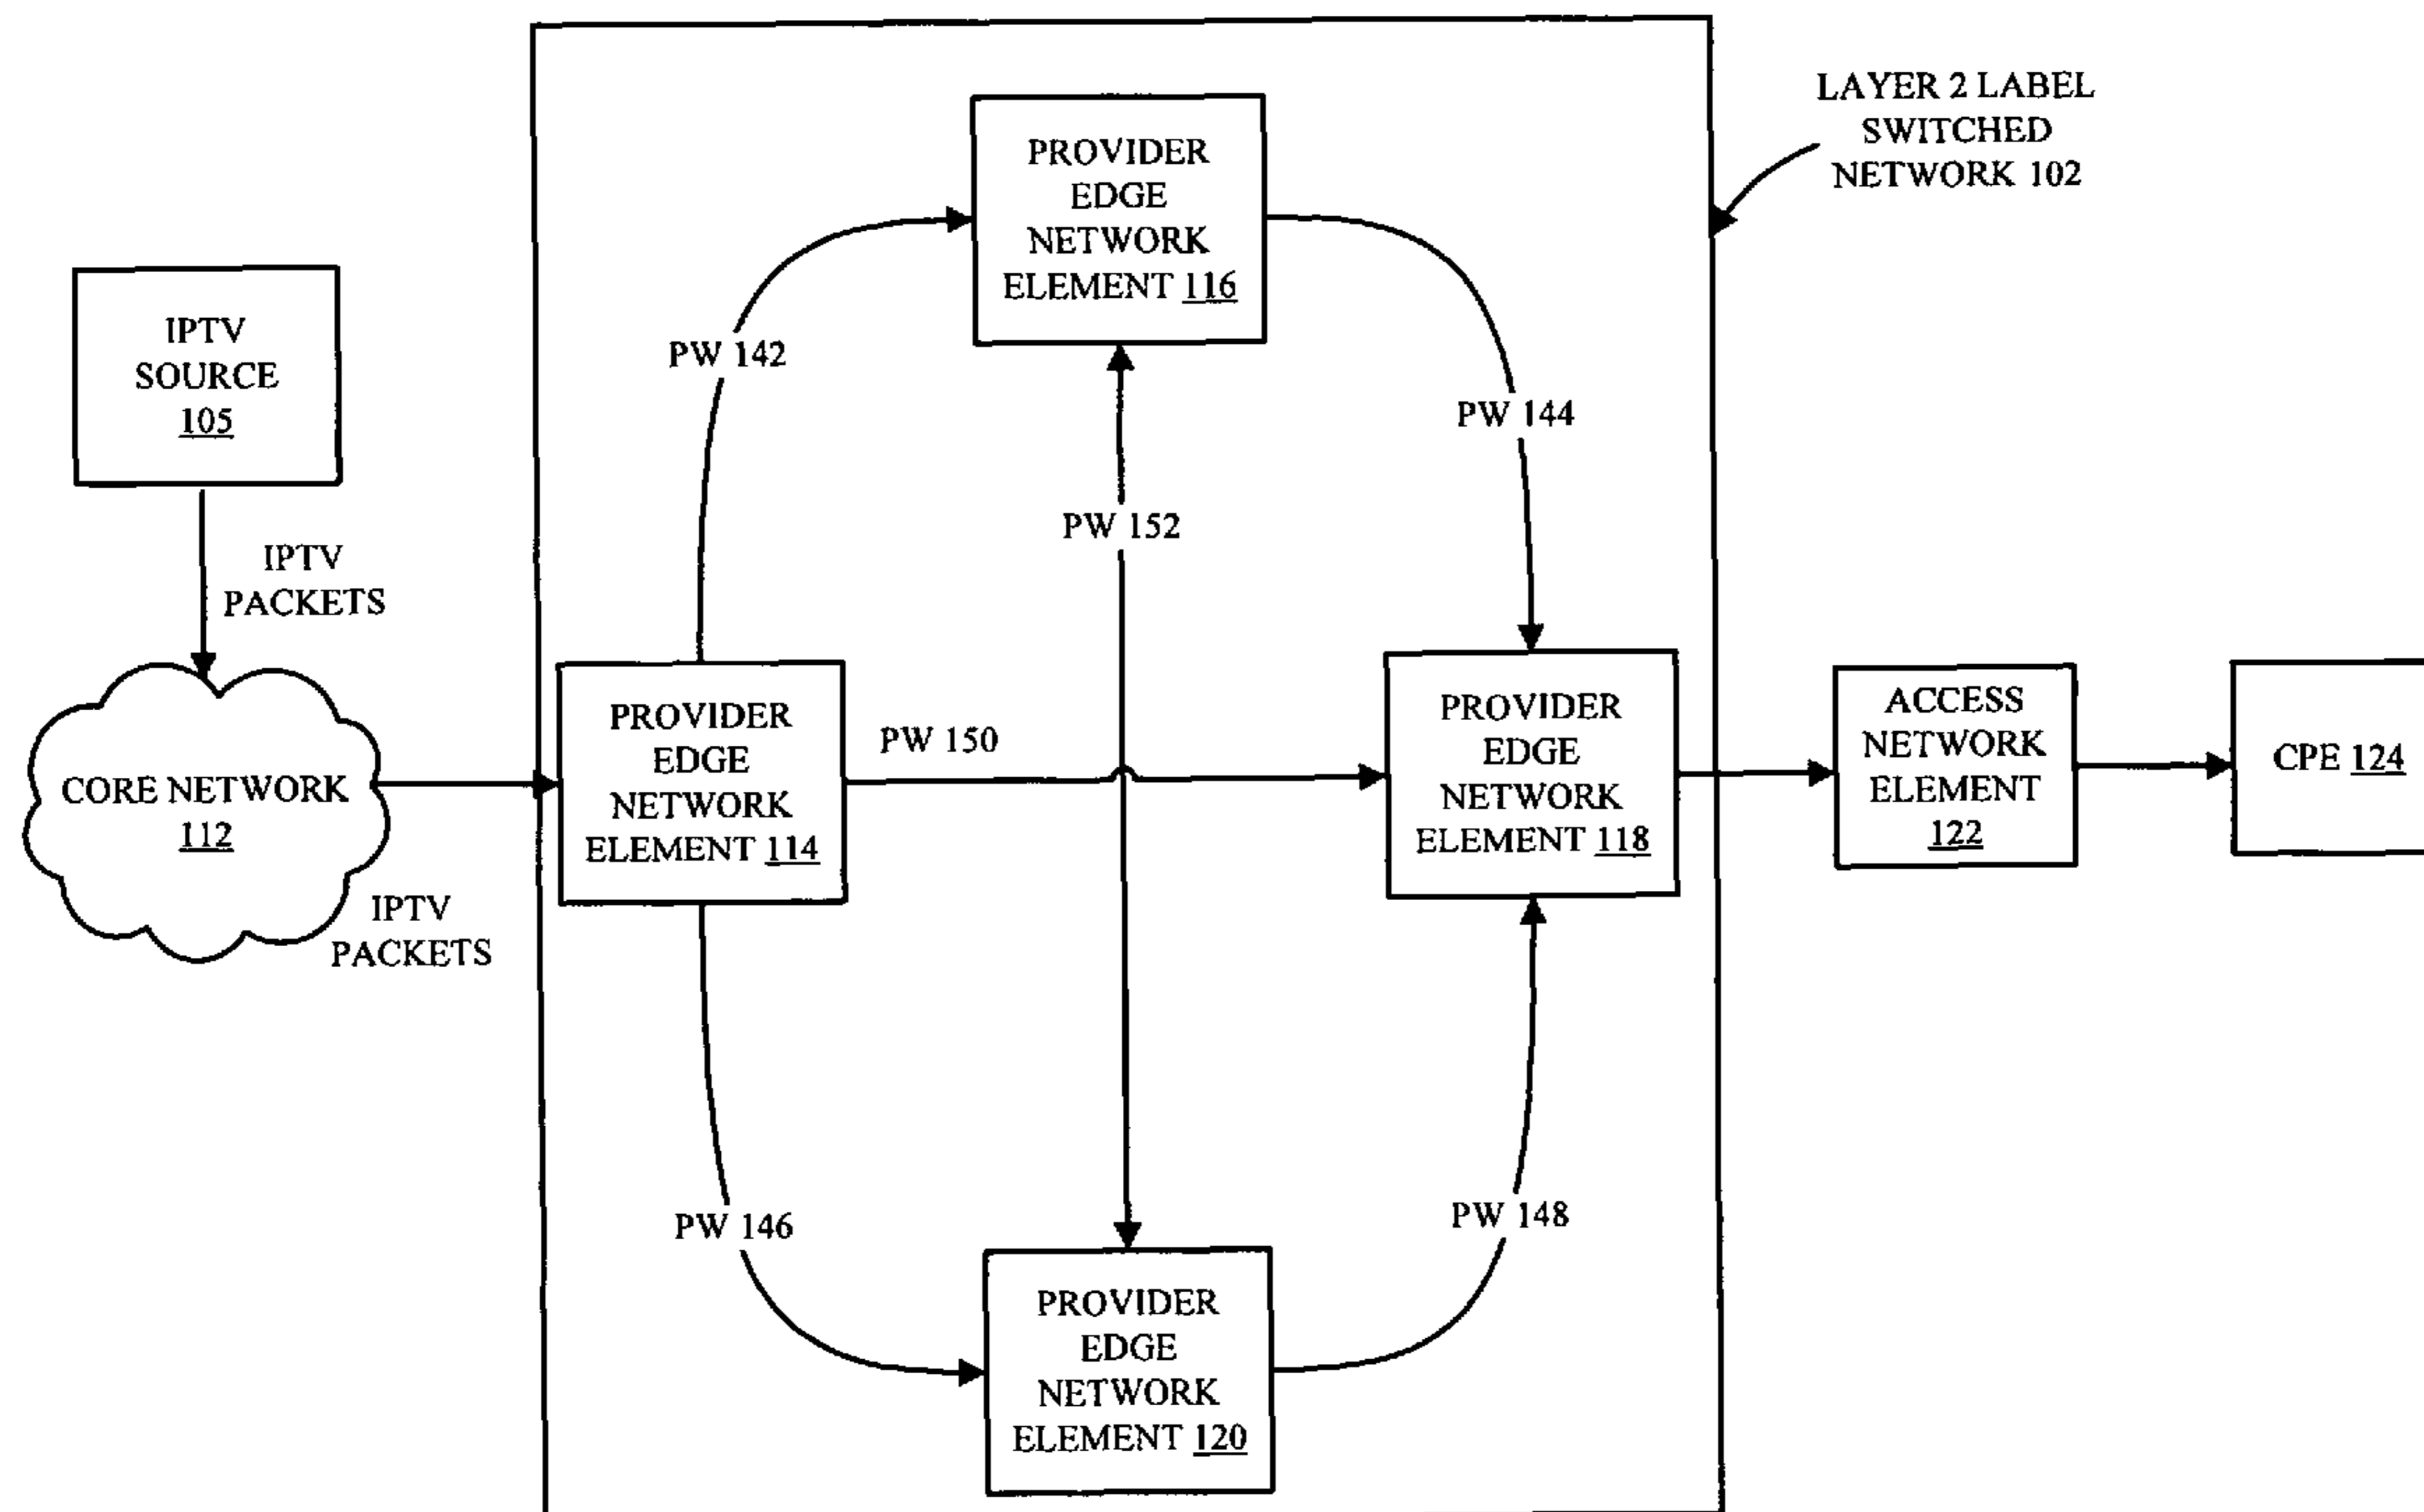 LAYER 2 LABEL
SWITCHED
NETWORK 102
PROVIDER
EDGE
NETWORK
ELEMENT 116
IPTV
SOURCE
105
PW 142
PW 144
PW 152
IPTV
PACKETS
CORE NETWORK
112
IPTV
PACKETS
PROVIDER
EDGE
NETWORK
ELEMENT 114
PW 150
PROVIDER
EDGE
NETWORK
ELEMENT 118
ACCESS
NETWORK
ELEMENT
122
CPE 124
PW 146
PW 148
PROVIDER
EDGE
NETWORK
ELEMENT 120